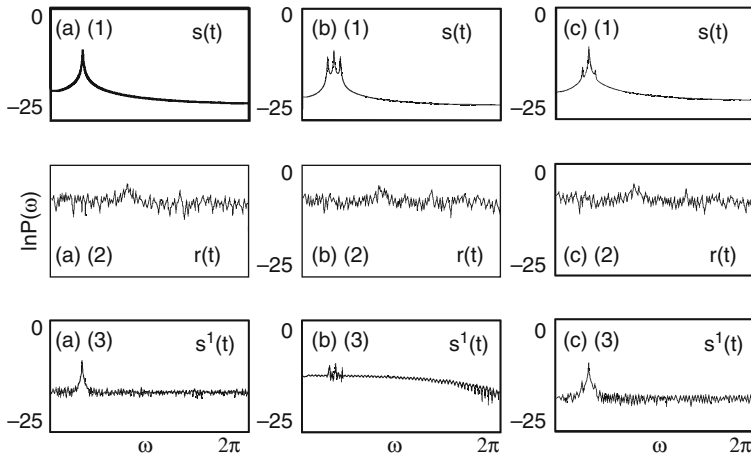 0 (a) (1) s(t) 0 (b) (1) s(t) 0 (c) (1) s(t)
−25 −25 −25
lnP(ω)
0 0
(a) (2) r(t) (b) (2) r(t) (c) (2) r(t)
−25 −25
0 (a) (3) s¹(t) 0 (b) (3) s¹(t) 0 (c) (3) s¹(t)
−25 −25 −25
ω 2π ω 2π ω 2π